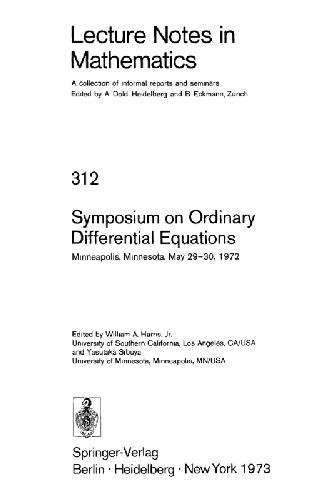 Lecture Notes in
Mathematics
A collection of informal reports and seminars
Edited by A. Dold, Heidelberg and B. Eckmann, Zürich
312
Symposium on Ordinary
Differential Equations
Minneapolis, Minnesota, May 29–30, 1972
Edited by William A. Harris, Jr.
University of Southern California, Los Angeles, CA/USA
and Yasutaka Sibuya
University of Minnesota, Minneapolis, MN/USA
Springer-Verlag
Berlin · Heidelberg · New York 1973